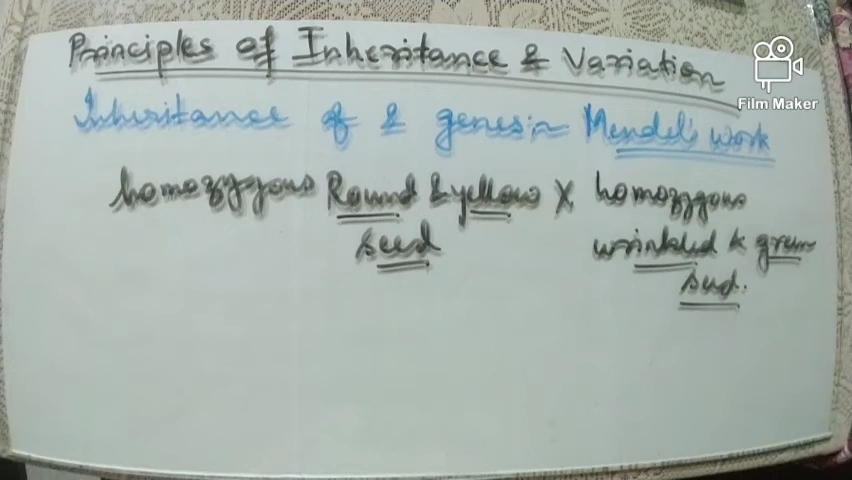 Principles of Inheritance & Variation
Film Maker
Inheritance of 2 genes in Mendel's work
homozygous Round & yellow X homozygous
seed wrinkled & green
seed.